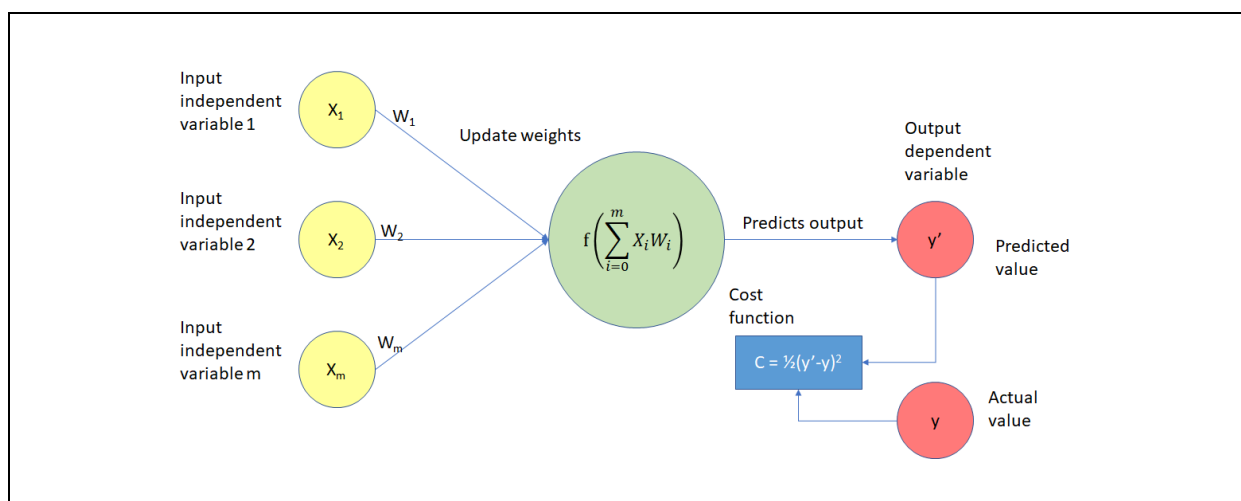 Input
independent
variable 1
X₁
W₁
Update weights
Input
independent
variable 2
X₂
W₂
f(∑ᵢ₌₀ᵐ XᵢWᵢ)
Predicts output
Output
dependent
variable
y’
Predicted
value
Input
independent
variable m
Xₘ
Wₘ
Cost
function
C = ½(y’-y)²
y
Actual
value